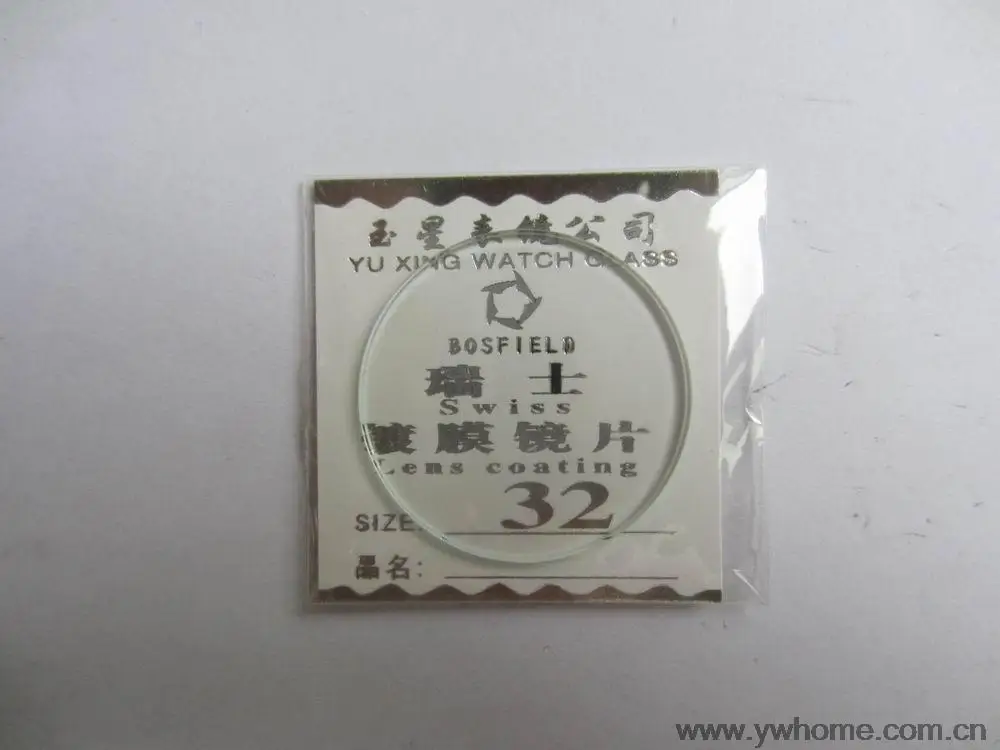 玉星表镜公司
YU XING WATCH GLASS
BOSFIELD
瑞士
Swiss
镀膜镜片
Lens coating
SIZE: 32
品名:
www.ywhome.com.cn